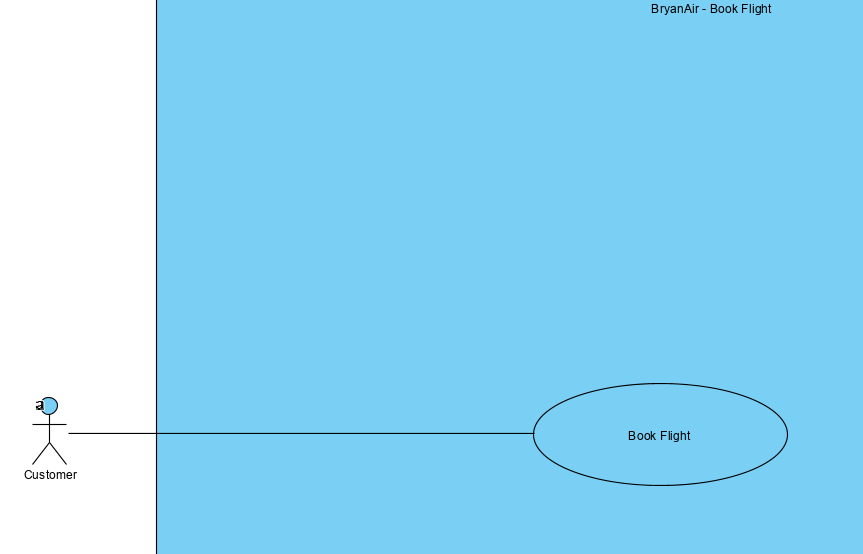 BryanAir - Book Flight
a
Book Flight
Customer